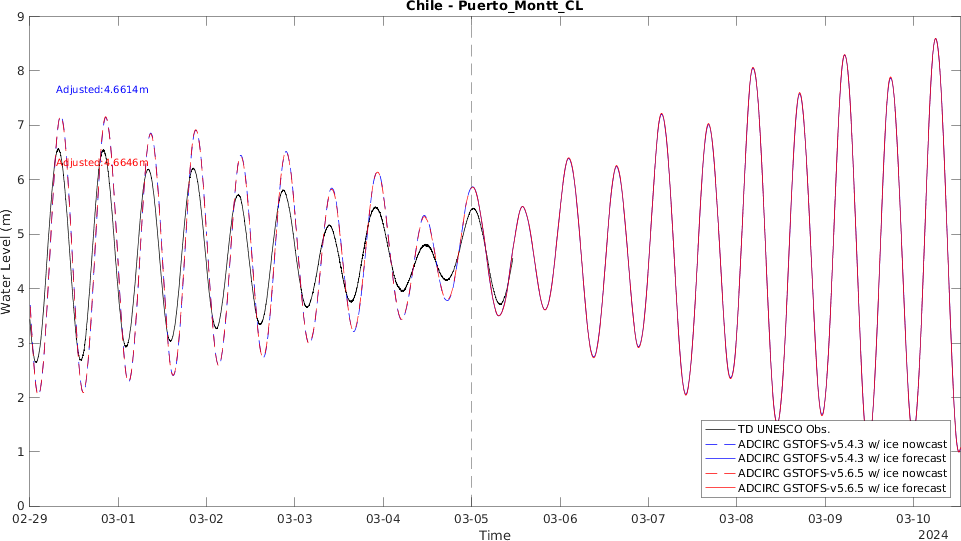 Chile - Puerto_Montt_CL
9
8
7
6
5
4
3
2
1
0
Water Level (m)
Adjusted:4.6614m
Adjusted:4.6646m
TD UNESCO Obs.
ADCIRC GSTOFS-v5.4.3 w/ ice nowcast
ADCIRC GSTOFS-v5.4.3 w/ ice forecast
ADCIRC GSTOFS-v5.6.5 w/ ice nowcast
ADCIRC GSTOFS-v5.6.5 w/ ice forecast
02-29 03-01 03-02 03-03 03-04 03-05 03-06 03-07 03-08 03-09 03-10
Time
2024